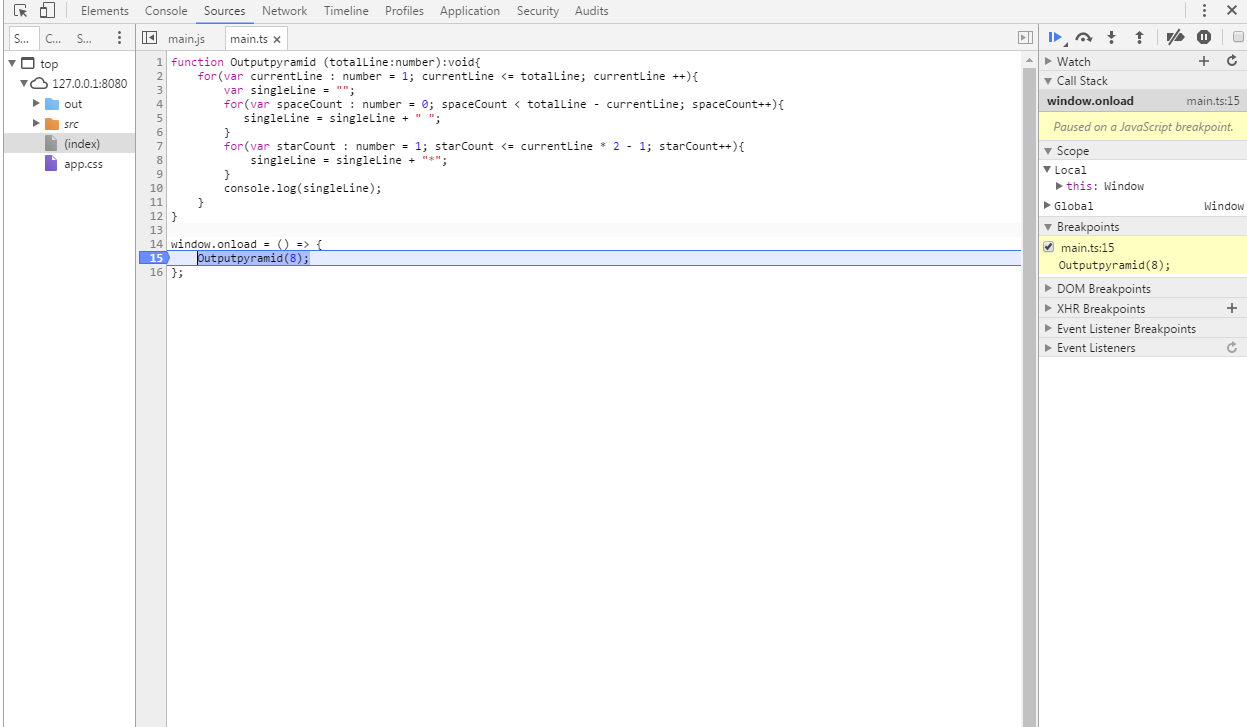 Elements Console Sources Network Timeline Profiles Application Security Audits
S... C... S... main.js main.ts
top
127.0.0.1:8080
out
src
(index)
app.css
1 function Outputpyramid (totalLine:number):void{
2 for(var currentLine : number = 1; currentLine <= totalLine; currentLine ++){
3 var singleLine = "";
4 for(var spaceCount : number = 0; spaceCount < totalLine - currentLine; spaceCount++){
5 singleLine = singleLine + " ";
6 }
7 for(var starCount : number = 1; starCount <= currentLine * 2 - 1; starCount++){
8 singleLine = singleLine + "*";
9 }
10 console.log(singleLine);
11 }
12 }
13
14 window.onload = () => {
15 Outputpyramid(8);
16 };
Watch
Call Stack
window.onload main.ts:15
Paused on a JavaScript breakpoint.
Scope
Local
this: Window
Global Window
Breakpoints
main.ts:15
Outputpyramid(8);
DOM Breakpoints
XHR Breakpoints
Event Listener Breakpoints
Event Listeners